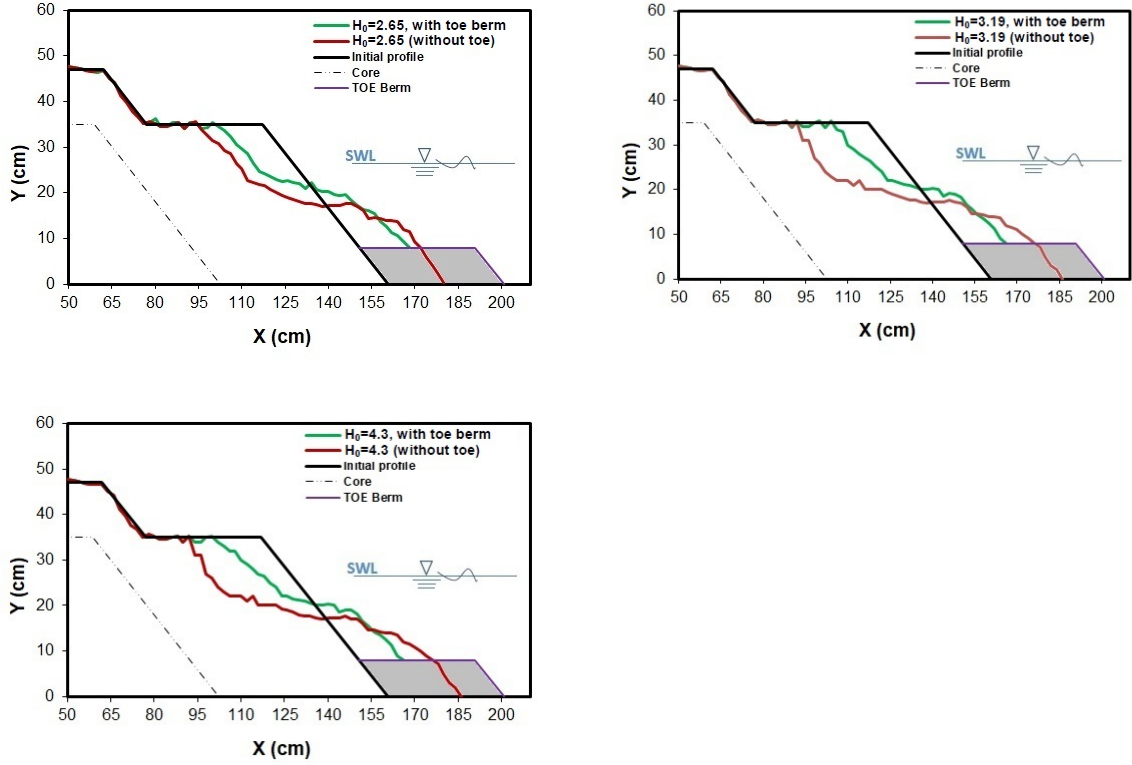 60
50
40
30
20
10
0
Y (cm)
H₀=2.65, with toe berm
H₀=2.65 (without toe)
Initial profile
Core
TOE Berm
SWL
50 65 80 95 110 125 140 155 170 185 200
X (cm)
60
50
40
30
20
10
0
Y (cm)
H₀=3.19, with toe berm
H₀=3.19 (without toe)
Initial profile
Core
TOE Berm
SWL
50 65 80 95 110 125 140 155 170 185 200
X (cm)
60
50
40
30
20
10
0
Y (cm)
H₀=4.3, with toe berm
H₀=4.3 (without toe)
Initial profile
Core
TOE Berm
SWL
50 65 80 95 110 125 140 155 170 185 200
X (cm)